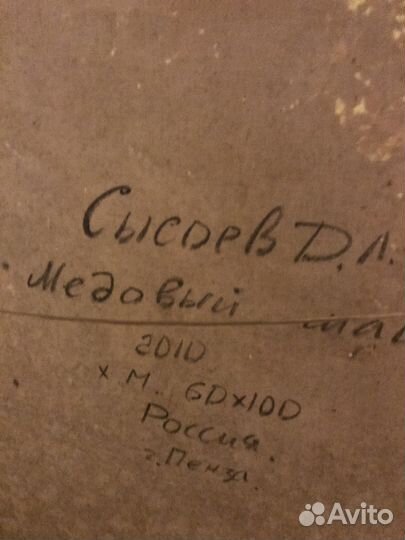 Сысоев Д.Л.
Медовый
2010
х м. 60х100
Россия.
г. Пенза.
Avito